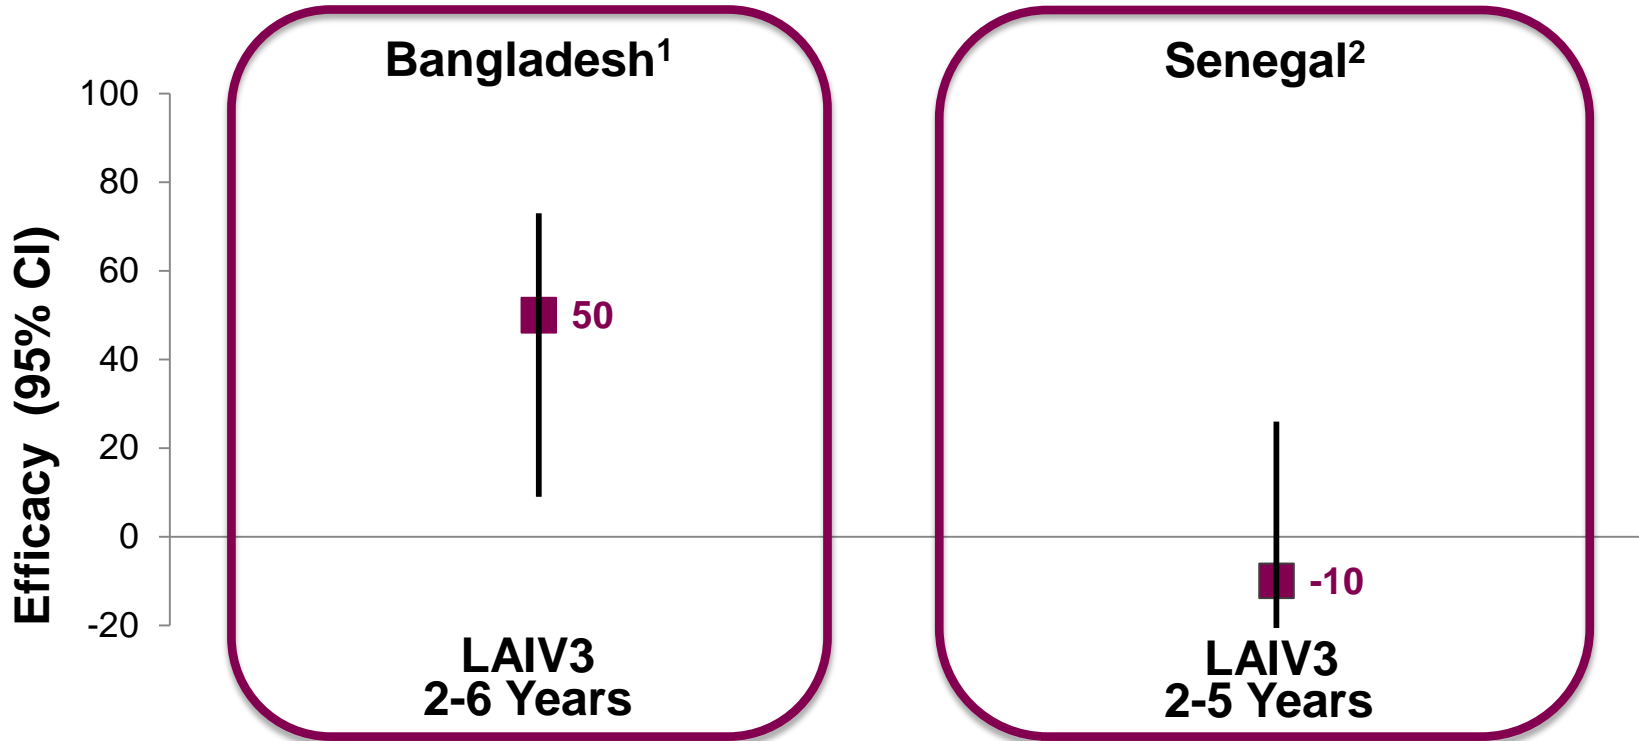 Bangladesh¹
Senegal²
Efficacy (95% CI)
100
80
60
40
20
0
-20
50
-10
LAIV3
2-6 Years
LAIV3
2-5 Years